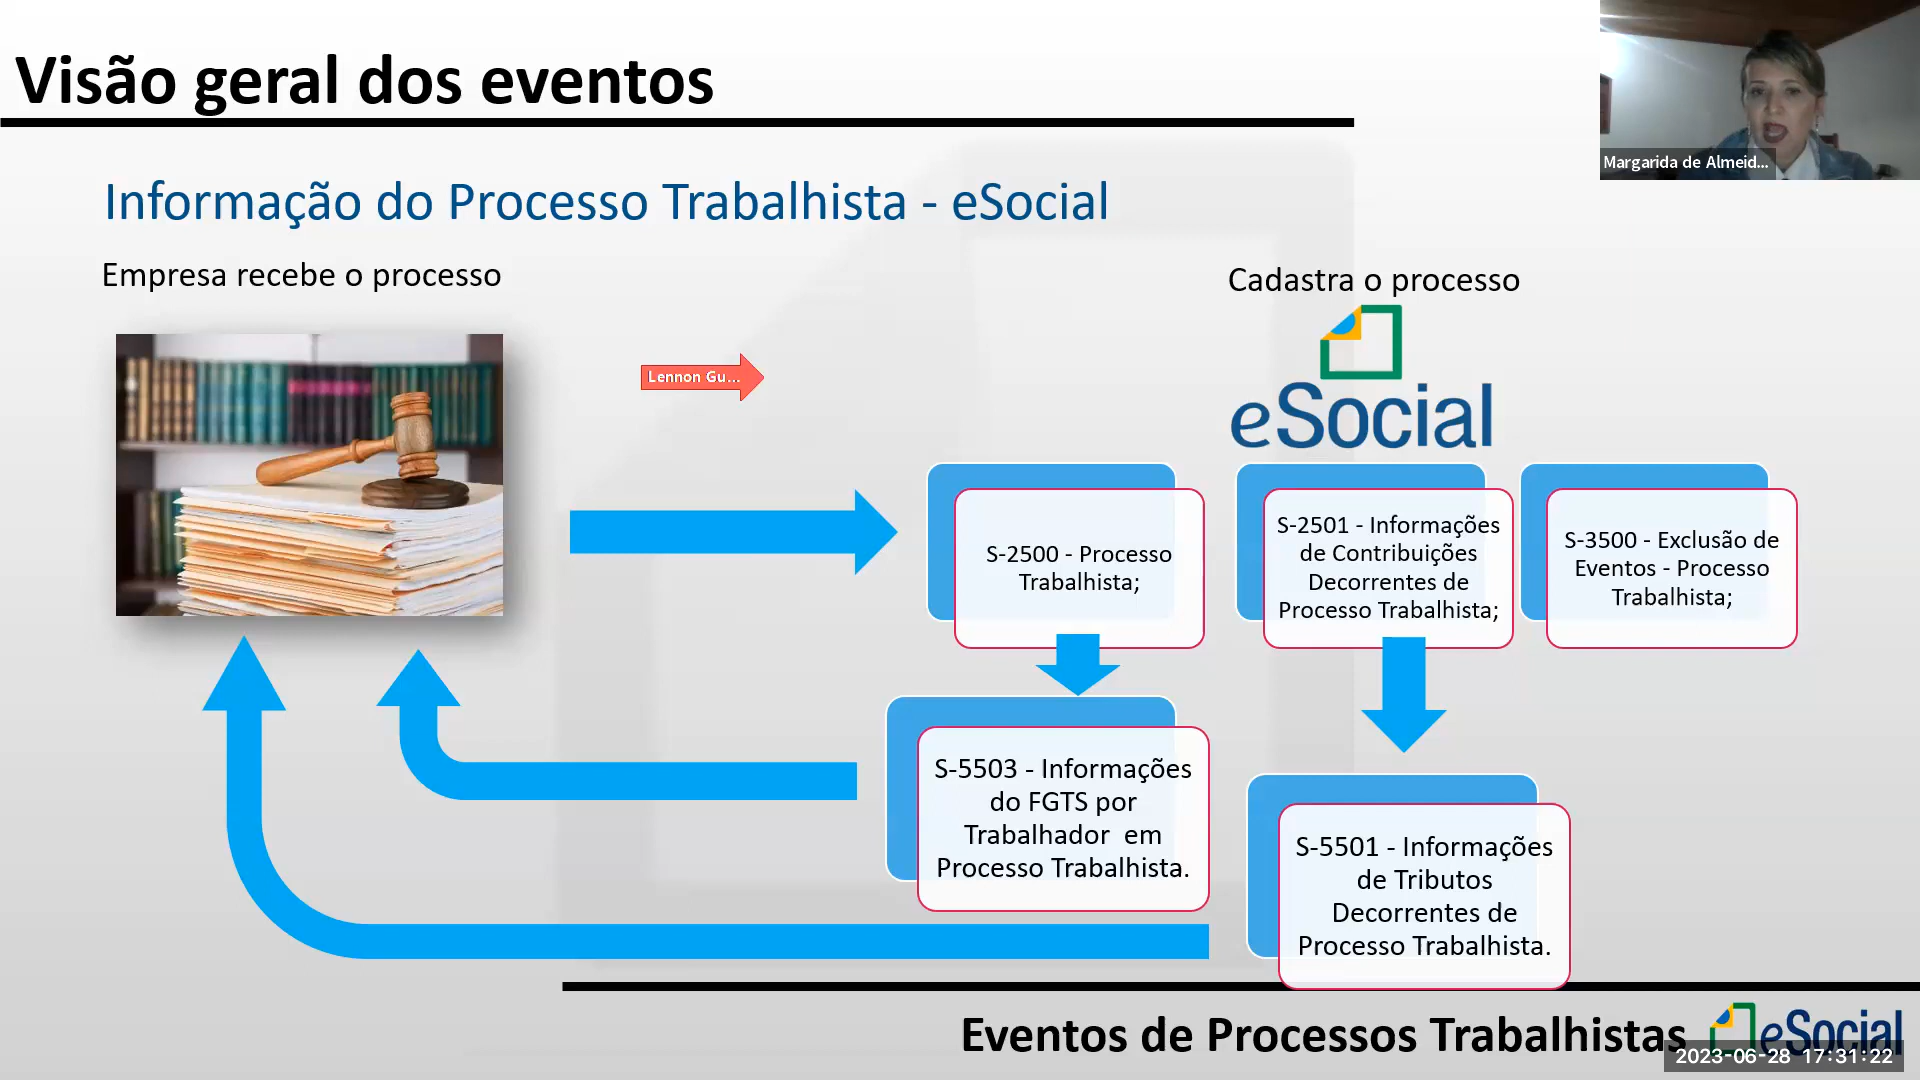 Visão geral dos eventos
Margarida de Almeid...
Informação do Processo Trabalhista - eSocial
Empresa recebe o processo
Cadastra o processo
eSocial
Lennon Gu...
S-2500 - Processo
Trabalhista;
S-2501 - Informações
de Contribuições
Decorrentes de
Processo Trabalhista;
S-3500 - Exclusão de
Eventos - Processo
Trabalhista;
S-5503 - Informações
do FGTS por
Trabalhador em
Processo Trabalhista.
S-5501 - Informações
de Tributos
Decorrentes de
Processo Trabalhista.
Eventos de Processos Trabalhistas
eSocial
2023-06-28 17:31:22